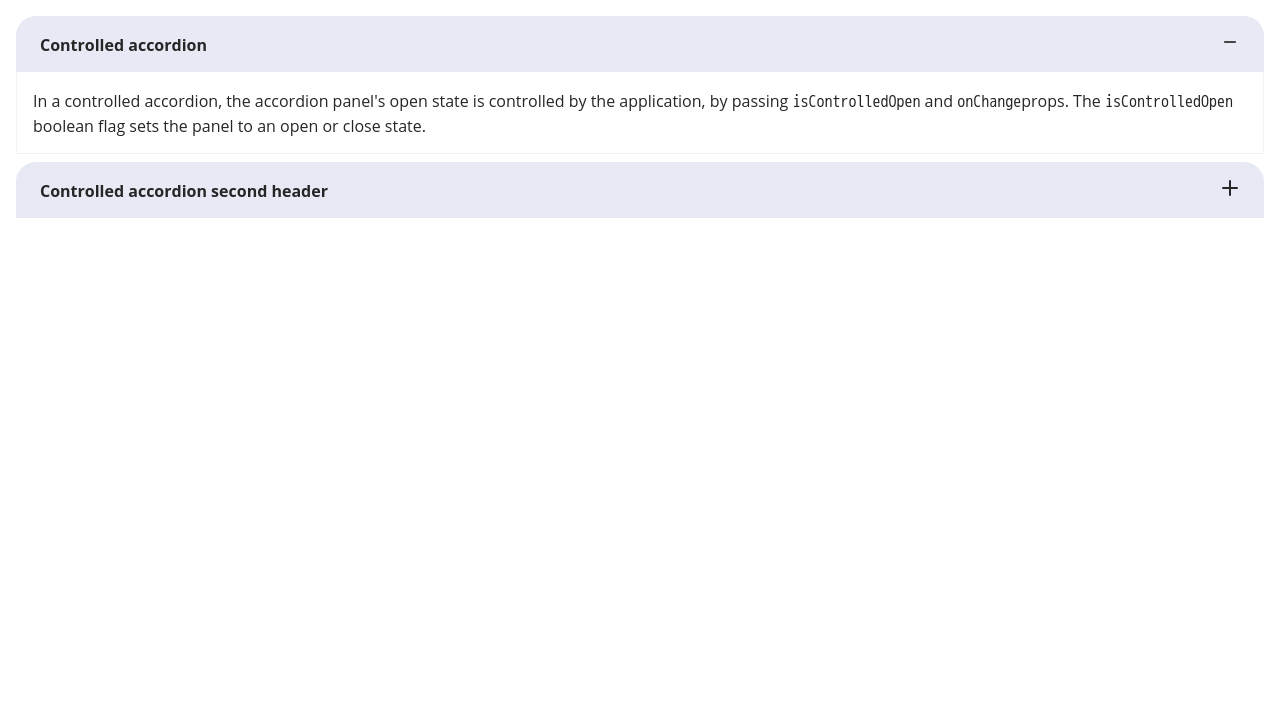 Controlled accordion
In a controlled accordion, the accordion panel's open state is controlled by the application, by passing isControlledOpen and onChangeprops. The isControlledOpen
boolean flag sets the panel to an open or close state.
Controlled accordion second header